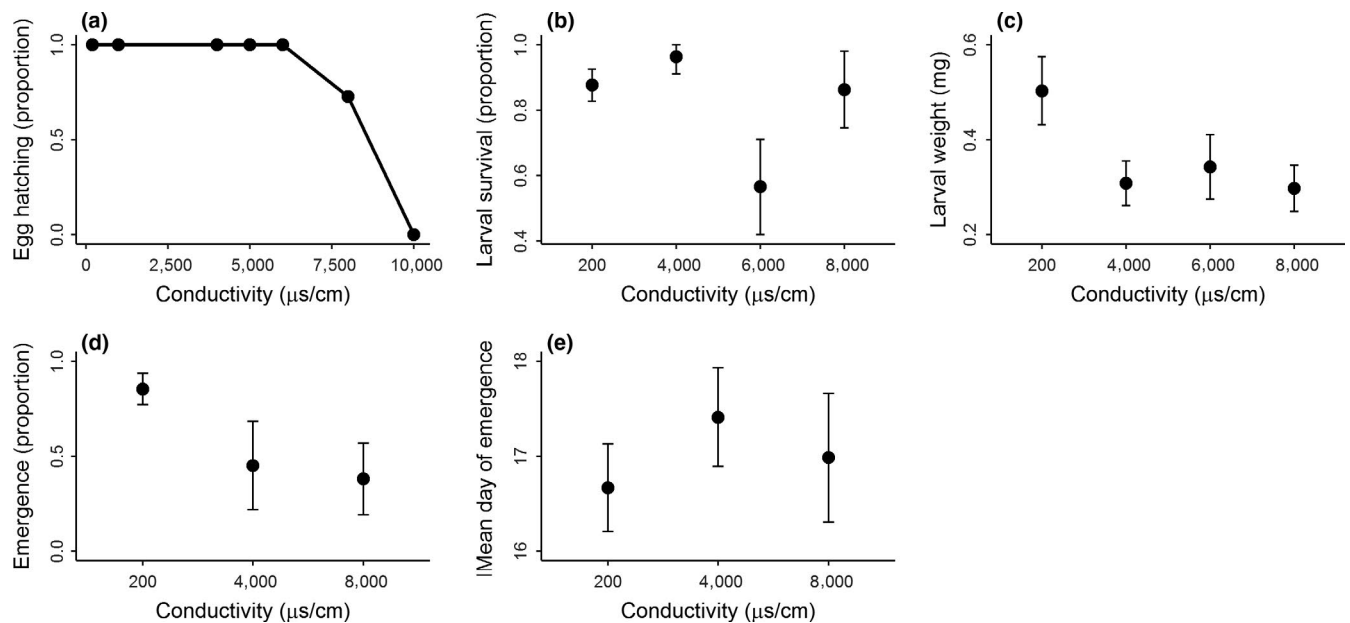 (a)
Egg hatching (proportion)
1.0
0.5
0.0
0 2,500 5,000 7,500 10,000
Conductivity (μs/cm)
(b)
Larval survival (proportion)
1.0
0.8
0.6
0.4
200 4,000 6,000 8,000
Conductivity (μs/cm)
(c)
Larval weight (mg)
0.6
0.4
0.2
200 4,000 6,000 8,000
Conductivity (μs/cm)
(d)
Emergence (proportion)
1.0
0.5
0.0
200 4,000 8,000
Conductivity (μs/cm)
(e)
|Mean day of emergence
18
17
16
200 4,000 8,000
Conductivity (μs/cm)